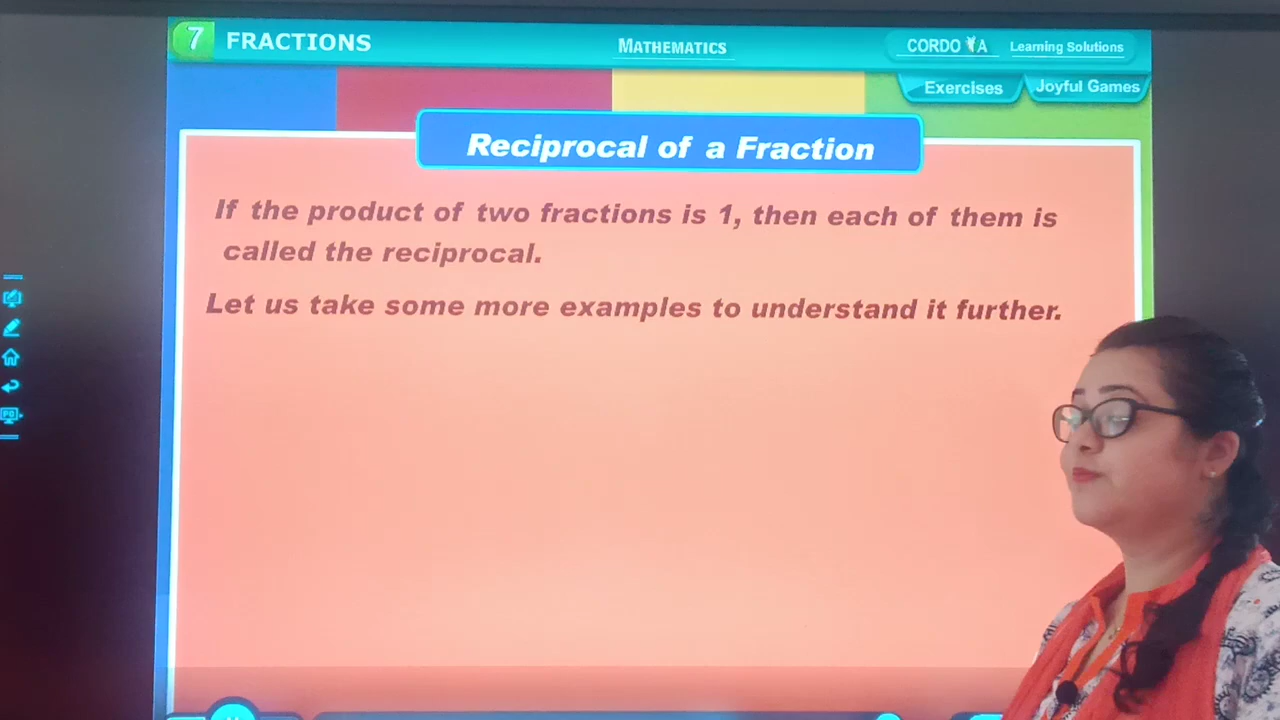 7 FRACTIONS
MATHEMATICS
CORDOVA Learning Solutions
Exercises
Joyful Games
Reciprocal of a Fraction
If the product of two fractions is 1, then each of them is
called the reciprocal.
Let us take some more examples to understand it further.